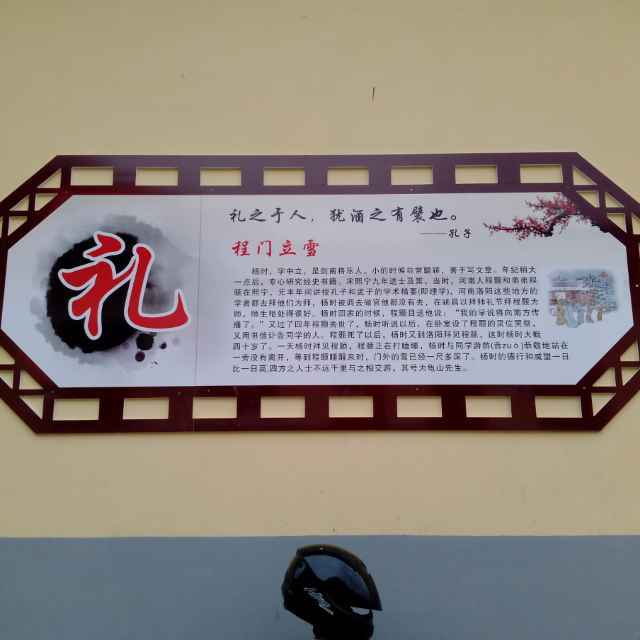 礼
礼之于人，犹酒之有糵也。
——孔子
程门立雪
杨时，字中立，是剑南将乐人。小的时候非常聪颖，善于写文章。年纪稍大
一点后，专心研究经史书籍。宋熙宁九年进士及第，当时，河南人程颢和弟弟程
颐在熙宁、元丰年间讲授孔子和孟子的学术精要(即理学)，河南洛阳这些地方的
学者都去拜他们为师，杨时被调去做官他都没有去，在颍昌以拜师礼节拜程颢为
师，师生相处得很好。杨时回家的时候，程颢目送他说：“我的学说将向南方传
播了。”又过了四年程颢去世了，杨时听说以后，在卧室设了程颢的灵位哭祭，
又用书信讣告同学的人。程颢死了以后，杨时又到洛阳拜见程颐，这时杨时大概
四十岁了。一天杨时拜见程颐，程颐正在打瞌睡，杨时与同学游酢(音zuò)恭敬地站在
一旁没有离开，等到程颐睡醒来时，门外的雪已经一尺多深了。杨时的德行和威望一日
比一日高,四方之人士不远千里与之相交游，其号为龟山先生。